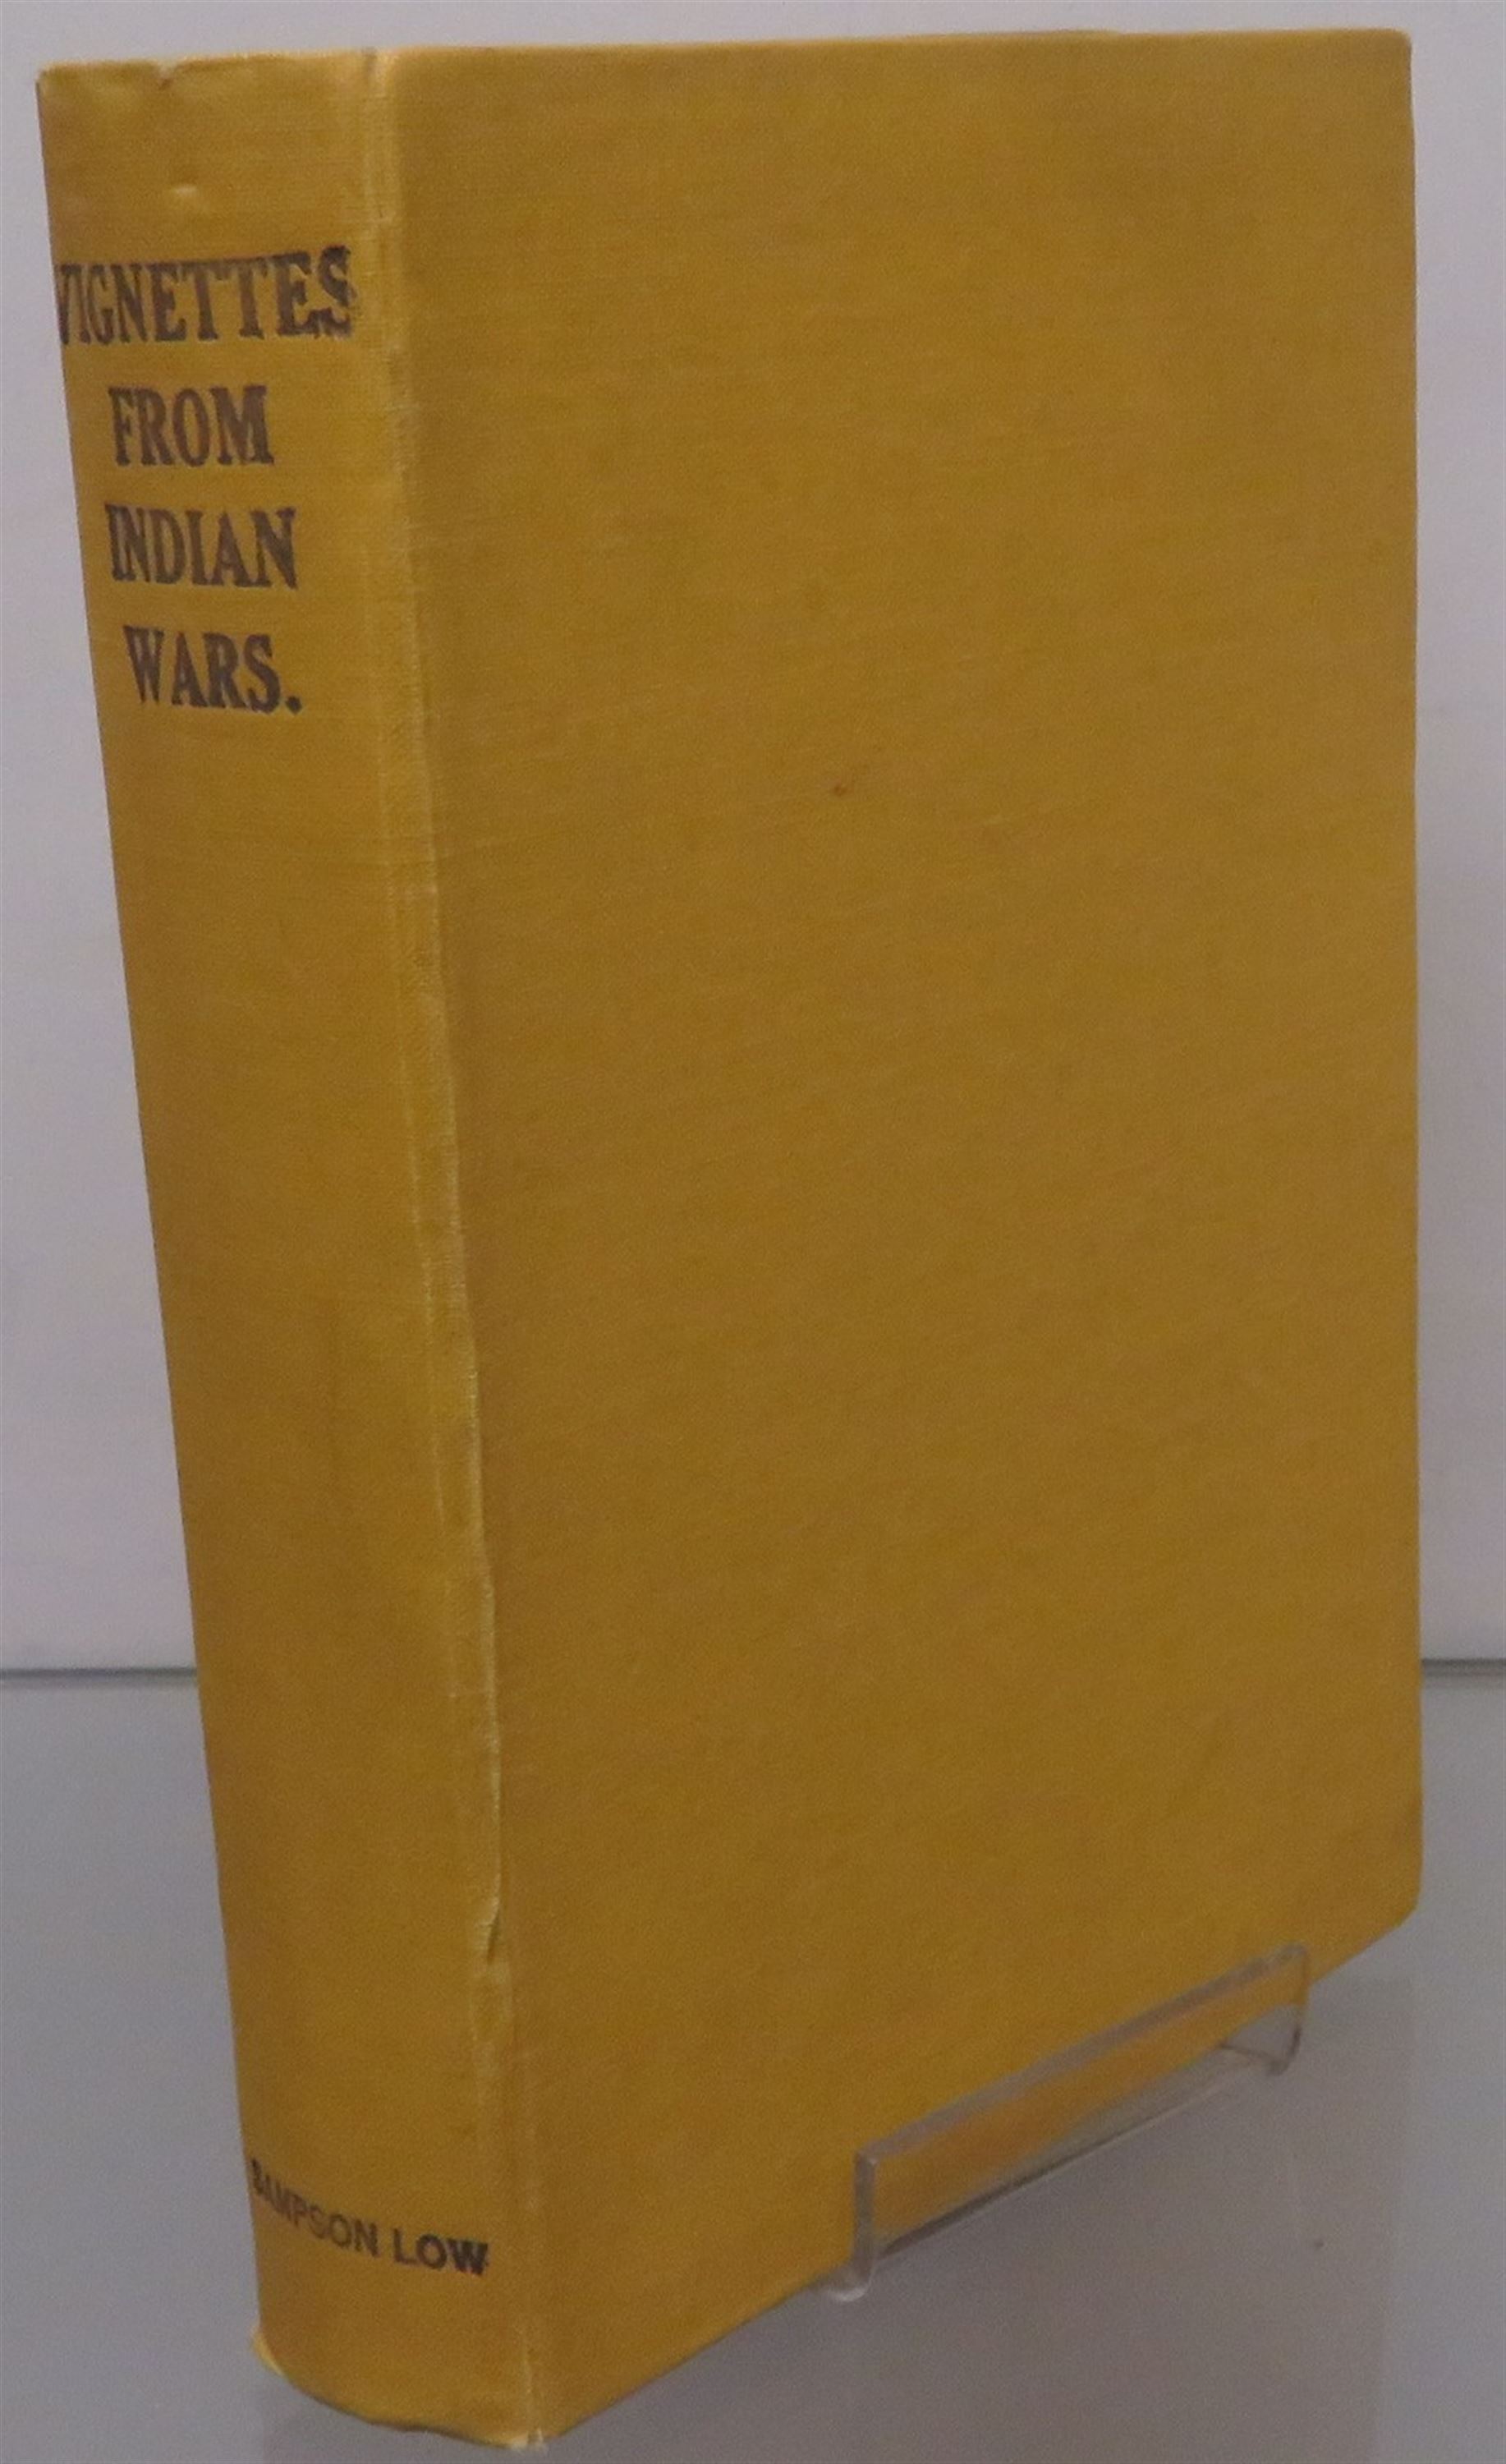 VIGNETTES
FROM
INDIAN
WARS.
SAMPSON LOW